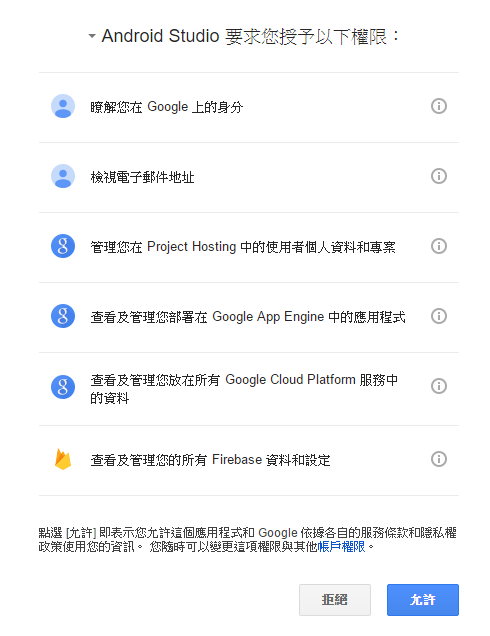 Android Studio 要求您授予以下權限：
瞭解您在 Google 上的身分
檢視電子郵件地址
管理您在 Project Hosting 中的使用者個人資料和專案
查看及管理您部署在 Google App Engine 中的應用程式
查看及管理您放在所有 Google Cloud Platform 服務中
的資料
查看及管理您的所有 Firebase 資料和設定
點選 [允許] 即表示您允許這個應用程式和 Google 依據各自的服務條款和隱私權
政策使用您的資訊。 您隨時可以變更這項權限與其他帳戶權限。
拒絕
允許